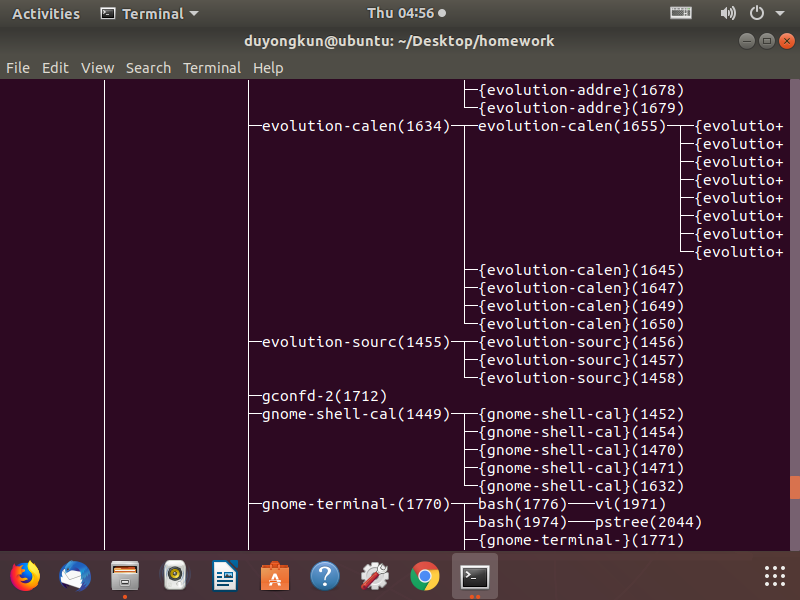 Activities Terminal Thu 04:56
duyongkun@ubuntu: ~/Desktop/homework
File Edit View Search Terminal Help
├─{evolution-addre}(1678)
└─{evolution-addre}(1679)
├─evolution-calen(1634)─┬─evolution-calen(1655)─┬─{evolutio+
├─{evolutio+
├─{evolutio+
├─{evolutio+
├─{evolutio+
├─{evolutio+
├─{evolutio+
└─{evolutio+
├─{evolution-calen}(1645)
├─{evolution-calen}(1647)
├─{evolution-calen}(1649)
└─{evolution-calen}(1650)
├─evolution-sourc(1455)─┬─{evolution-sourc}(1456)
├─{evolution-sourc}(1457)
└─{evolution-sourc}(1458)
├─gconfd-2(1712)
├─gnome-shell-cal(1449)─┬─{gnome-shell-cal}(1452)
├─{gnome-shell-cal}(1454)
├─{gnome-shell-cal}(1470)
├─{gnome-shell-cal}(1471)
└─{gnome-shell-cal}(1632)
├─gnome-terminal-(1770)─┬─bash(1776)───vi(1971)
├─bash(1974)───pstree(2044)
├─{gnome-terminal-}(1771)